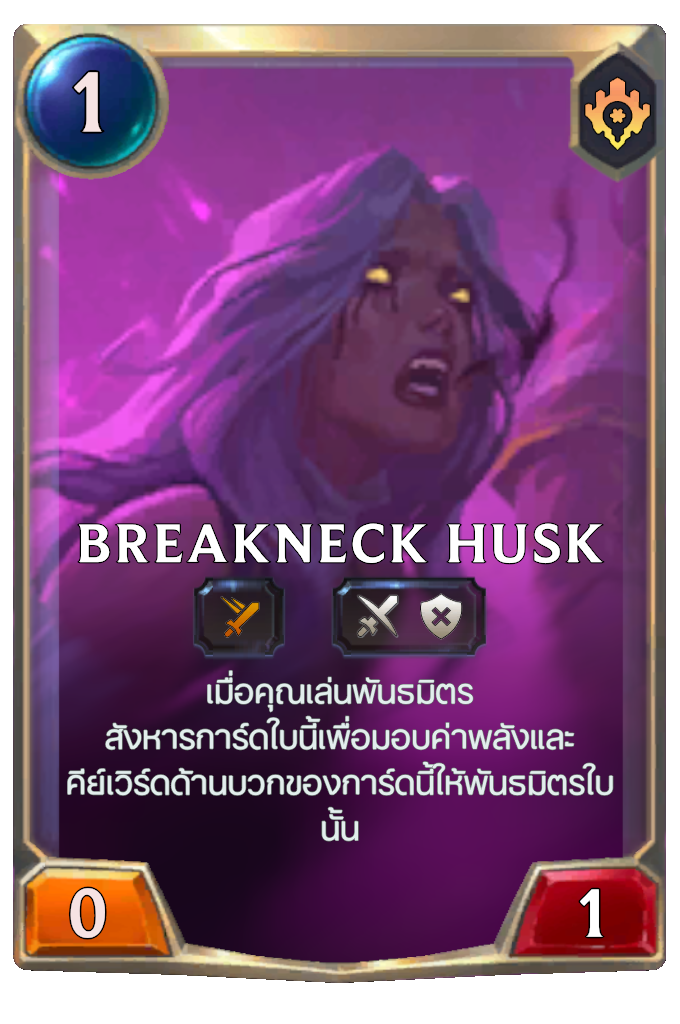 1
BREAKNECK HUSK
เมื่อคุณเล่นพันธมิตร
สังหารการ์ดใบนี้เพื่อมอบค่าพลังและ
คีย์เวิร์ดด้านบวกของการ์ดนี้ให้พันธมิตรใบ
นั้น
0
1